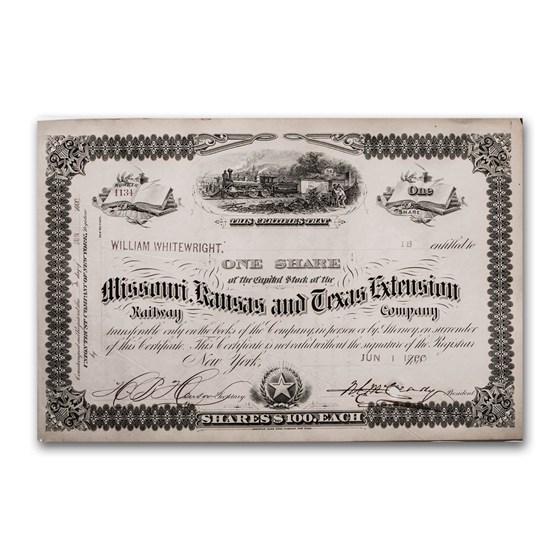 NUMBER
1134
One
SHARE
THIS CERTIFIES THAT
WILLIAM WHITEWRIGHT. IS entitled to
ONE SHARE
of the Capital Stock of the
Missouri, Kansas and Texas Extension
Railway Company
transferable only on the books of the Company, in person or by Attorney, on surrender
of this Certificate. This Certificate is not valid without the signature of the Registrar
New York, JUN 1 1900
Secretary President
SHARES $100, EACH